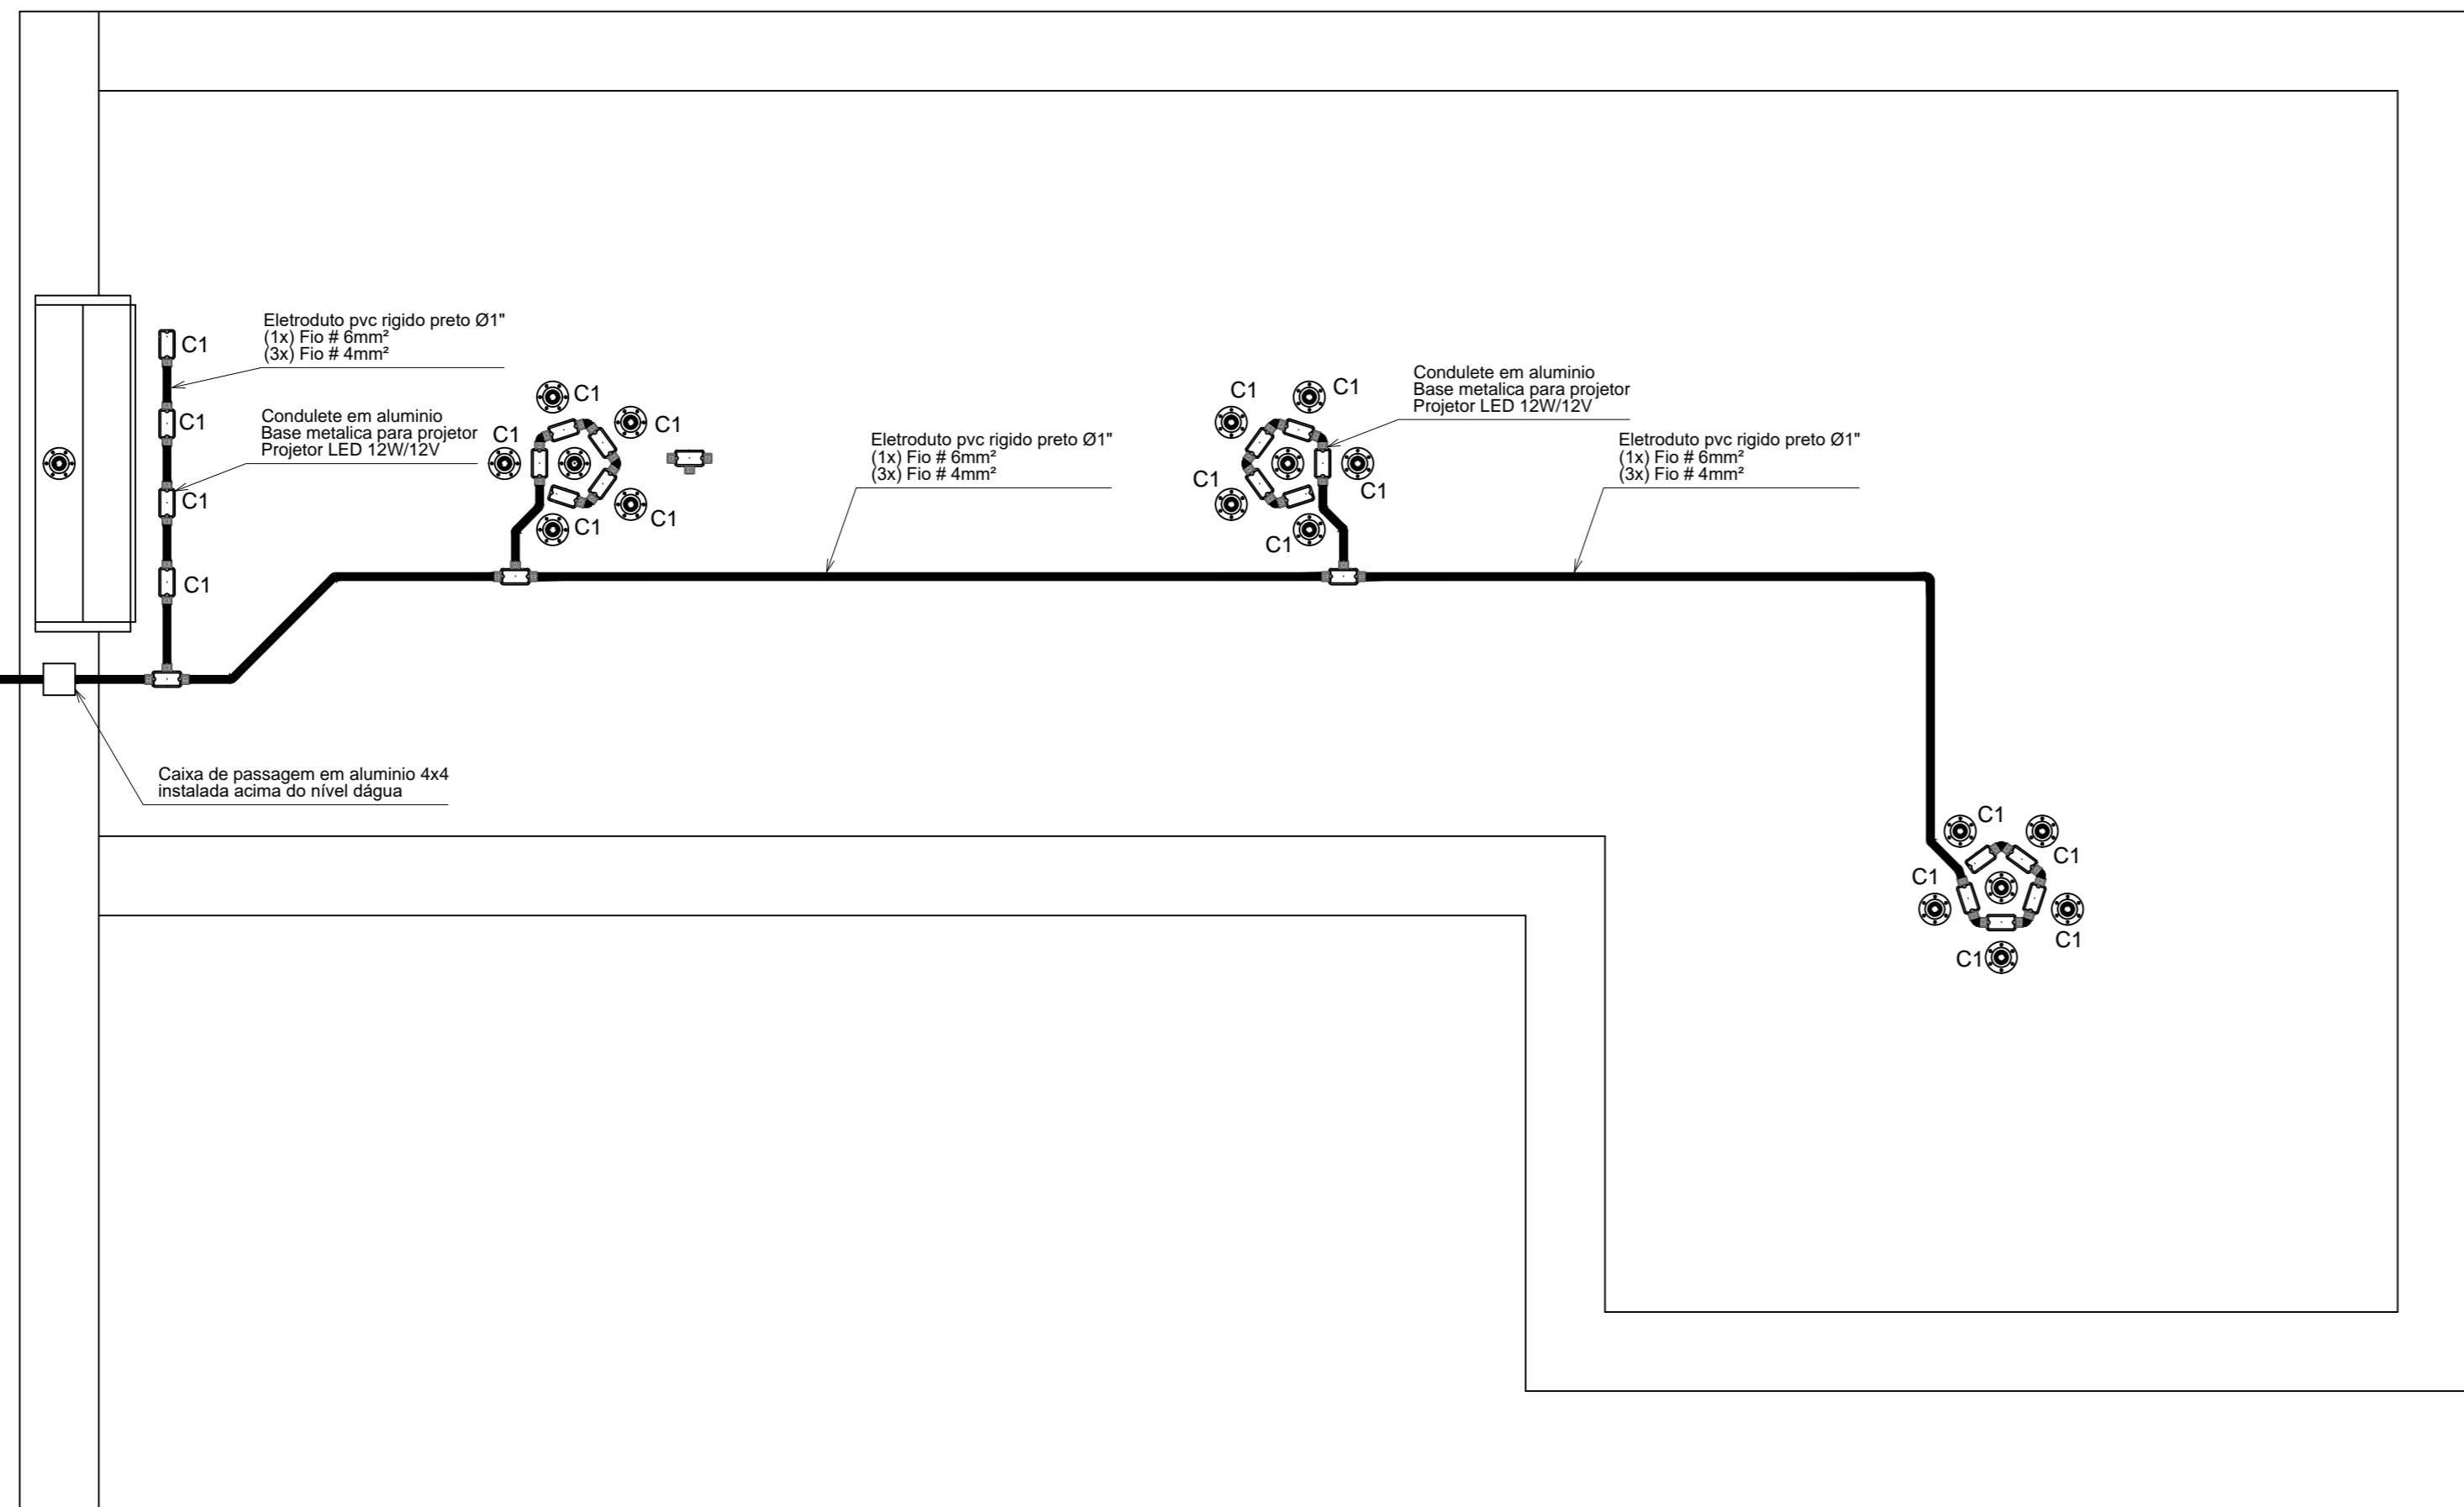 Eletroduto pvc rigido preto Ø1"
(1x) Fio # 6mm²
(3x) Fio # 4mm²
C1
C1
Condulete em aluminio
Base metalica para projetor
Projetor LED 12W/12V
C1
C1
C1
C1
C1
C1
C1
Eletroduto pvc rigido preto Ø1"
(1x) Fio # 6mm²
(3x) Fio # 4mm²
C1
C1
C1
C1
C1
Condulete em aluminio
Base metalica para projetor
Projetor LED 12W/12V
Eletroduto pvc rigido preto Ø1"
(1x) Fio # 6mm²
(3x) Fio # 4mm²
Caixa de passagem em aluminio 4x4
instalada acima do nível dágua
C1
C1
C1
C1
C1